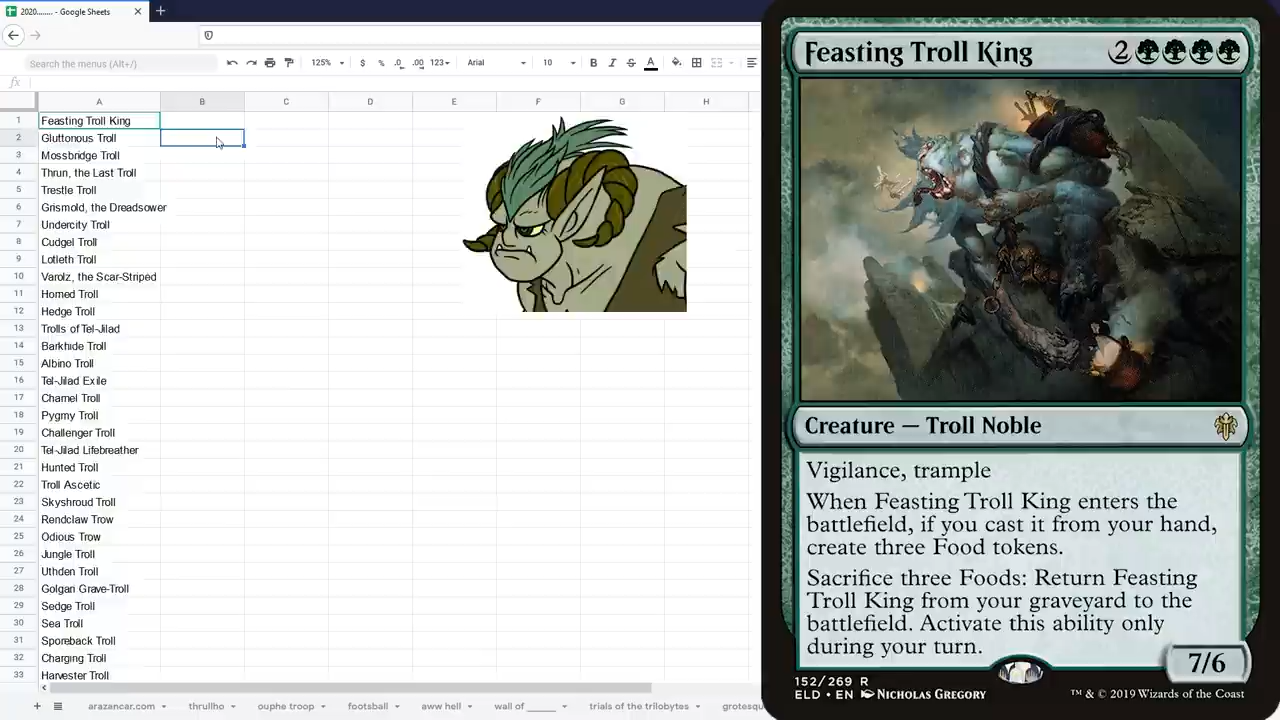 2020........ - Google Sheets
Search the menus (Alt+/)
125%
$
%
.0
.00
123
Arial
10
B
I
S
A
fx
A
B
C
D
E
F
G
H
1 Feasting Troll King
2 Gluttonous Troll
3 Mossbridge Troll
4 Thrun, the Last Troll
5 Trestle Troll
6 Grismold, the Dreadsower
7 Undercity Troll
8 Cudgel Troll
9 Lotleth Troll
10 Varolz, the Scar-Striped
11 Horned Troll
12 Hedge Troll
13 Trolls of Tel-Jilad
14 Barkhide Troll
15 Albino Troll
16 Tel-Jilad Exile
17 Charnel Troll
18 Pygmy Troll
19 Challenger Troll
20 Tel-Jilad Lifebreather
21 Hunted Troll
22 Troll Ascetic
23 Skyshroud Troll
24 Rendclaw Trow
25 Odious Trow
26 Jungle Troll
27 Uthden Troll
28 Golgari Grave-Troll
29 Sedge Troll
30 Sea Troll
31 Sporeback Troll
32 Charging Troll
33 Harvester Troll
arazancar.com
thrullho
ouphe troop
footsball
aww hell
wall of ______
trials of the trilobytes
grotesqu
Feasting Troll King 2
Creature — Troll Noble
Vigilance, trample
When Feasting Troll King enters the
battlefield, if you cast it from your hand,
create three Food tokens.
Sacrifice three Foods: Return Feasting
Troll King from your graveyard to the
battlefield. Activate this ability only
during your turn.
7/6
152/269 R
ELD • EN Nicholas Gregory
™ & © 2019 Wizards of the Coast